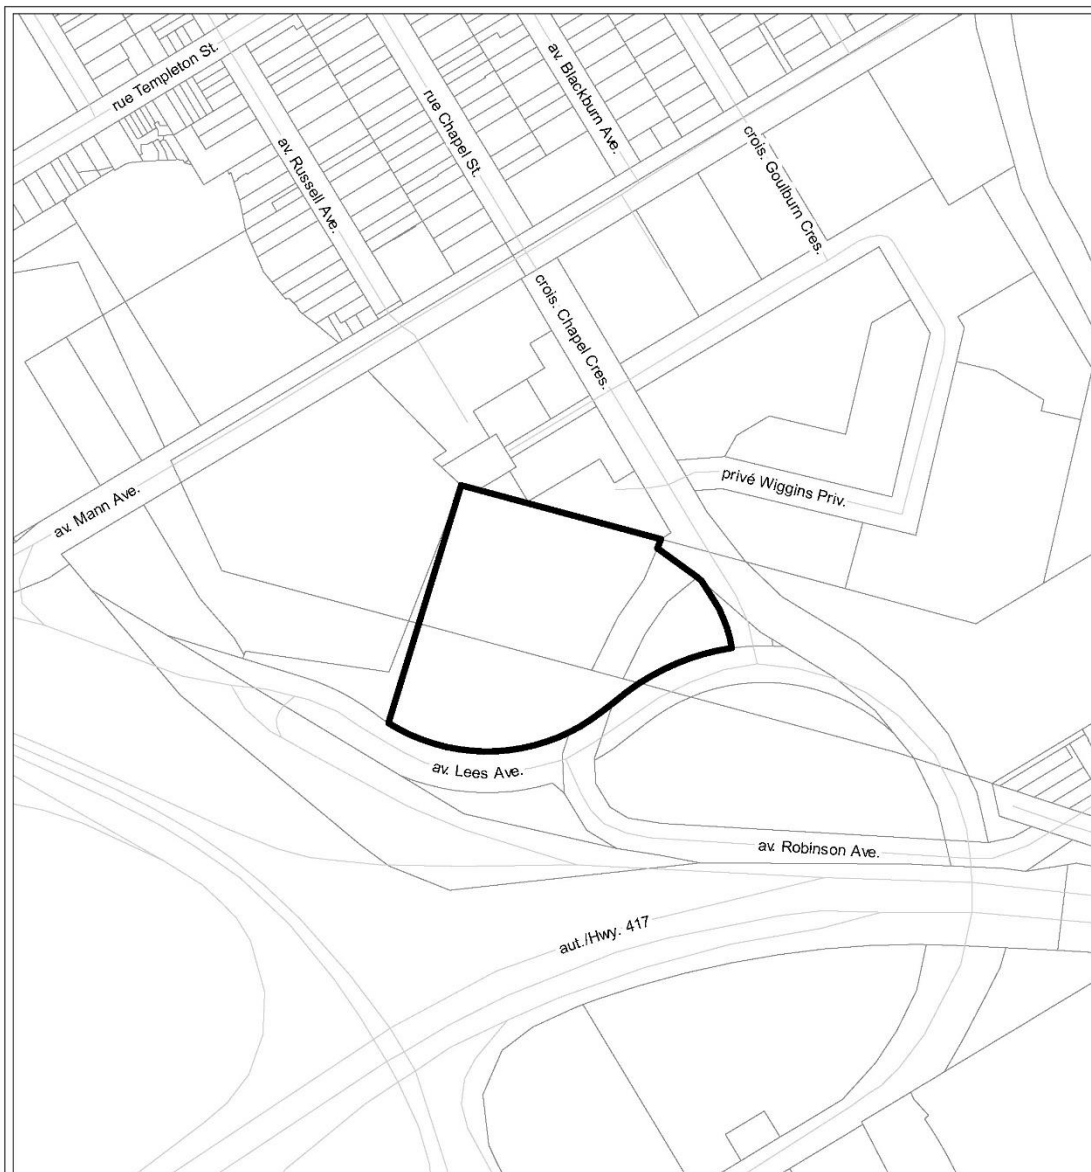 rue Templeton St.
av. Russell Ave.
rue Chapel St.
av. Blackburn Ave.
crois. Goulburn Cres.
crois. Chapel Cres.
av. Mann Ave.
privé Wiggins Priv.
av. Lees Ave.
av. Robinson Ave.
aut./Hwy. 417